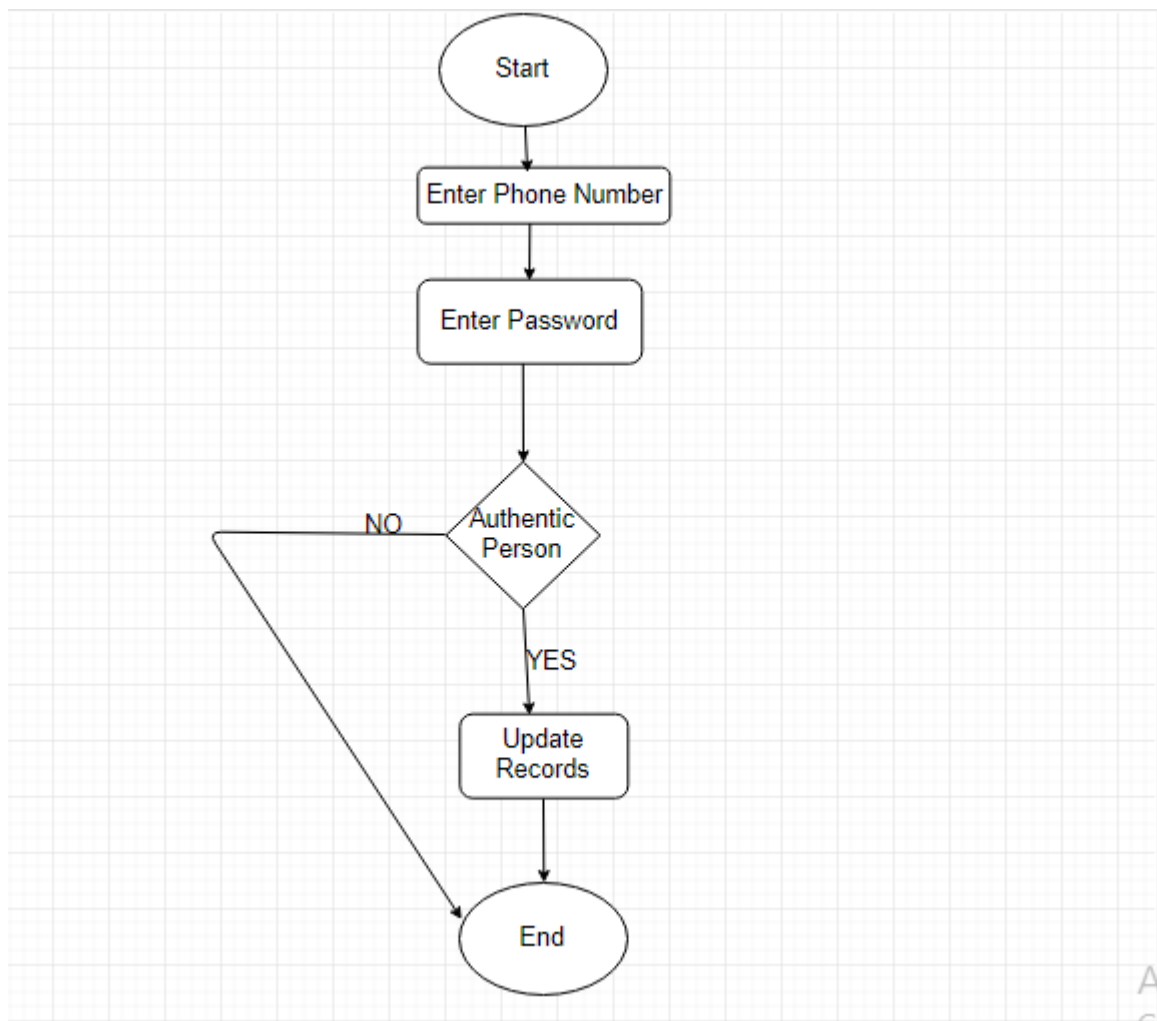 Start
Enter Phone Number
Enter Password
Authentic
Person
NO
YES
Update
Records
End